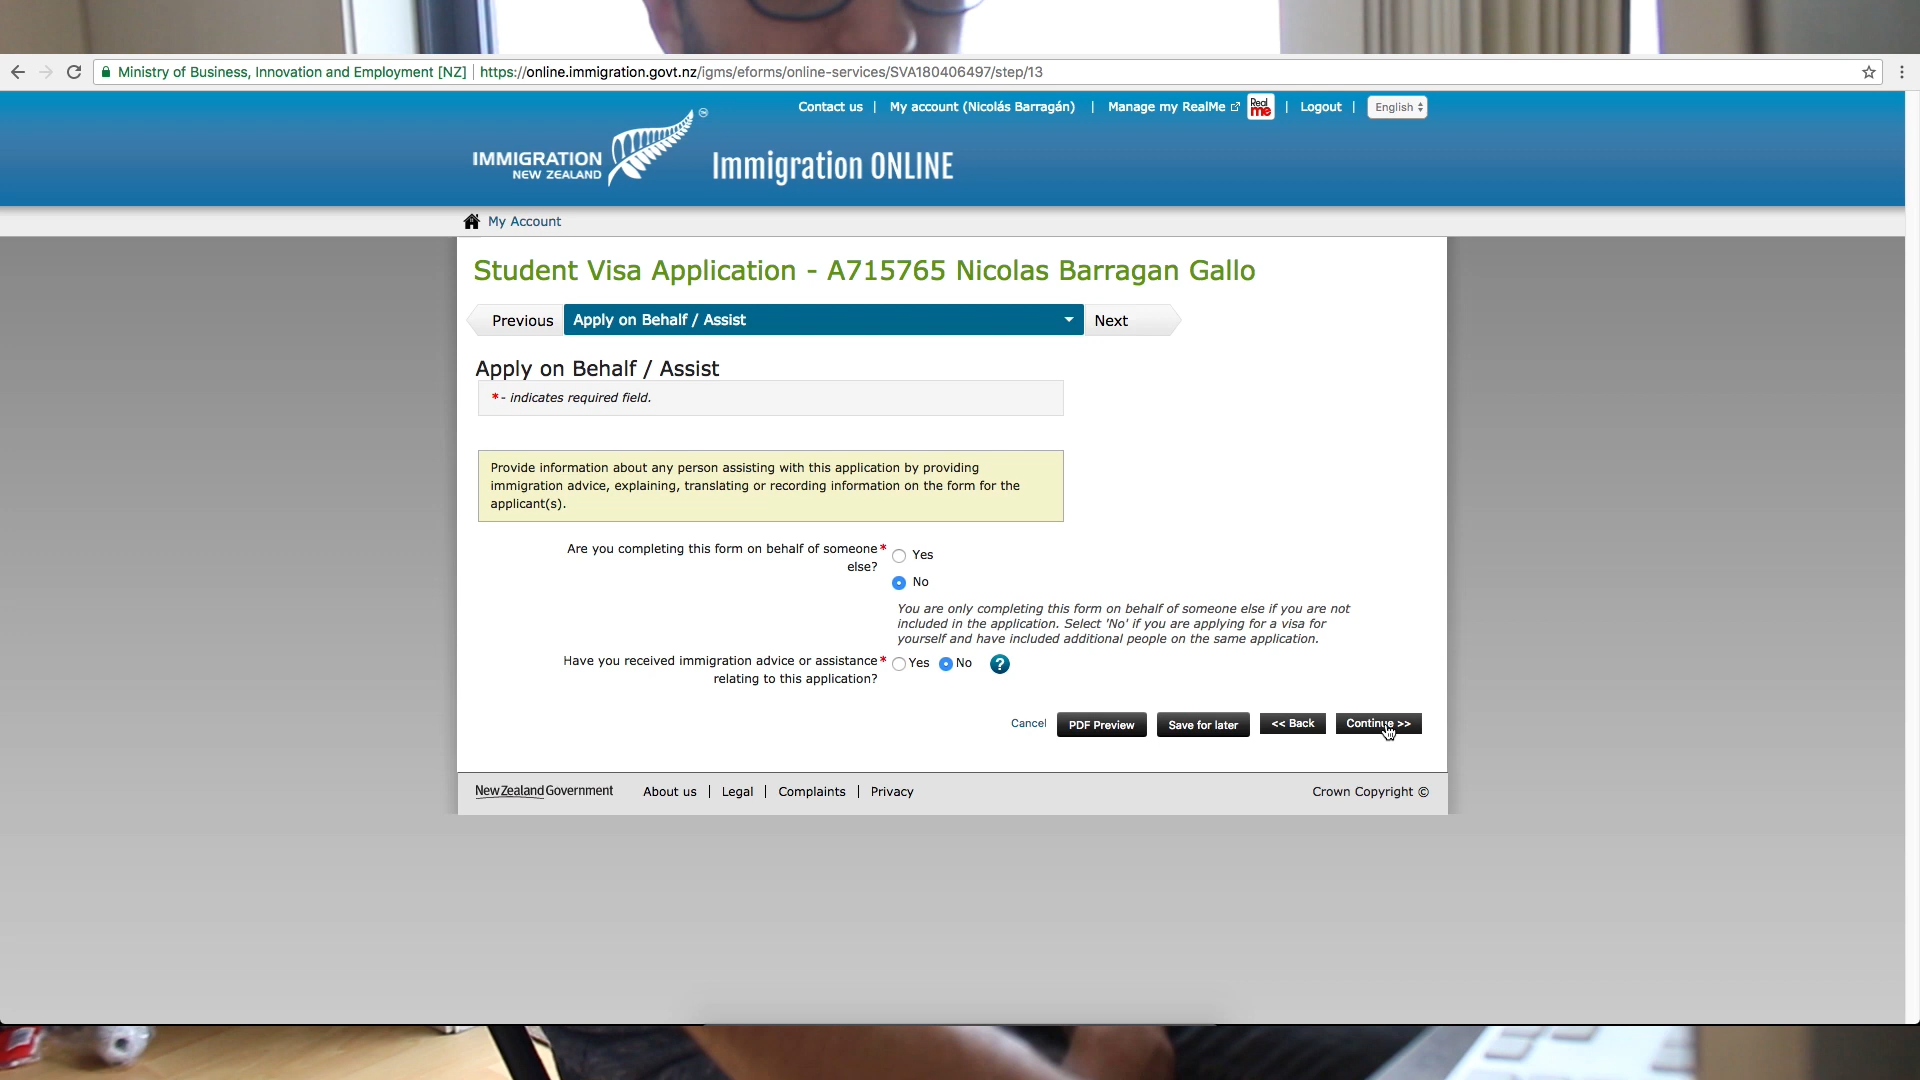 Ministry of Business, Innovation and Employment [NZ] | https://online.immigration.govt.nz/igms/eforms/online-services/SVA180406497/step/13
Contact us | My account (Nicolás Barragán) | Manage my RealMe Real me | Logout | English
IMMIGRATION
NEW ZEALAND
Immigration ONLINE
My Account
Student Visa Application - A715765 Nicolas Barragan Gallo
Previous Apply on Behalf / Assist Next
Apply on Behalf / Assist
*- indicates required field.
Provide information about any person assisting with this application by providing
immigration advice, explaining, translating or recording information on the form for the
applicant(s).
Are you completing this form on behalf of someone * Yes
else?
No
You are only completing this form on behalf of someone else if you are not
included in the application. Select 'No' if you are applying for a visa for
yourself and have included additional people on the same application.
Have you received immigration advice or assistance * Yes No ?
relating to this application?
Cancel PDF Preview Save for later << Back Continue >>
New Zealand Government About us | Legal | Complaints | Privacy Crown Copyright ©